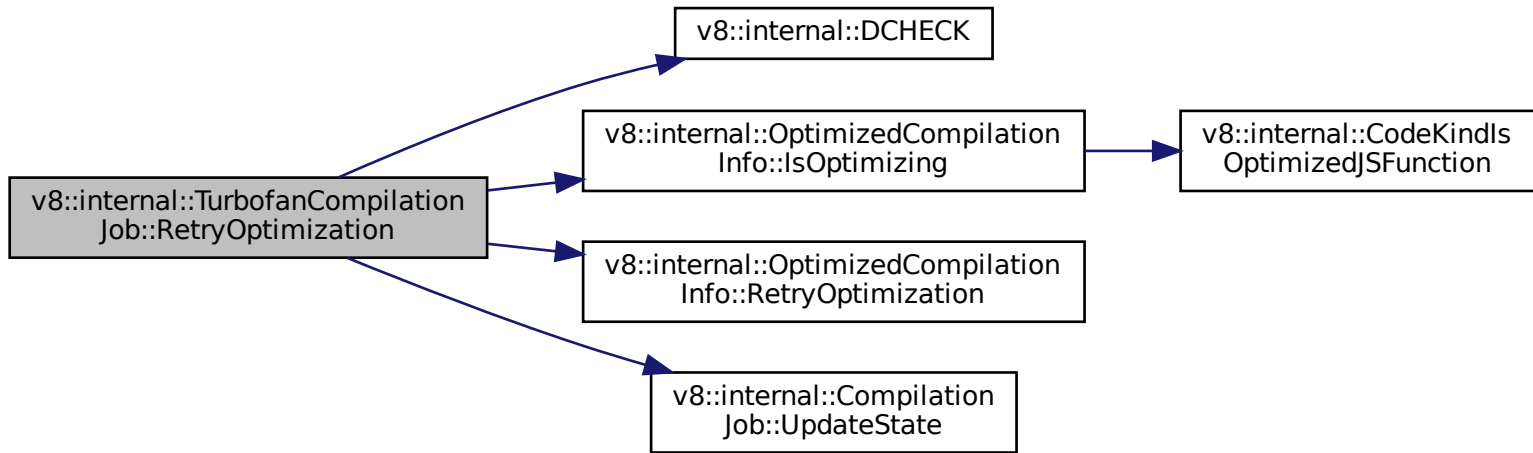 v8::internal::TurbofanCompilation
Job::RetryOptimization
v8::internal::DCHECK
v8::internal::OptimizedCompilation
Info::IsOptimizing
v8::internal::CodeKindIs
OptimizedJSFunction
v8::internal::OptimizedCompilation
Info::RetryOptimization
v8::internal::Compilation
Job::UpdateState